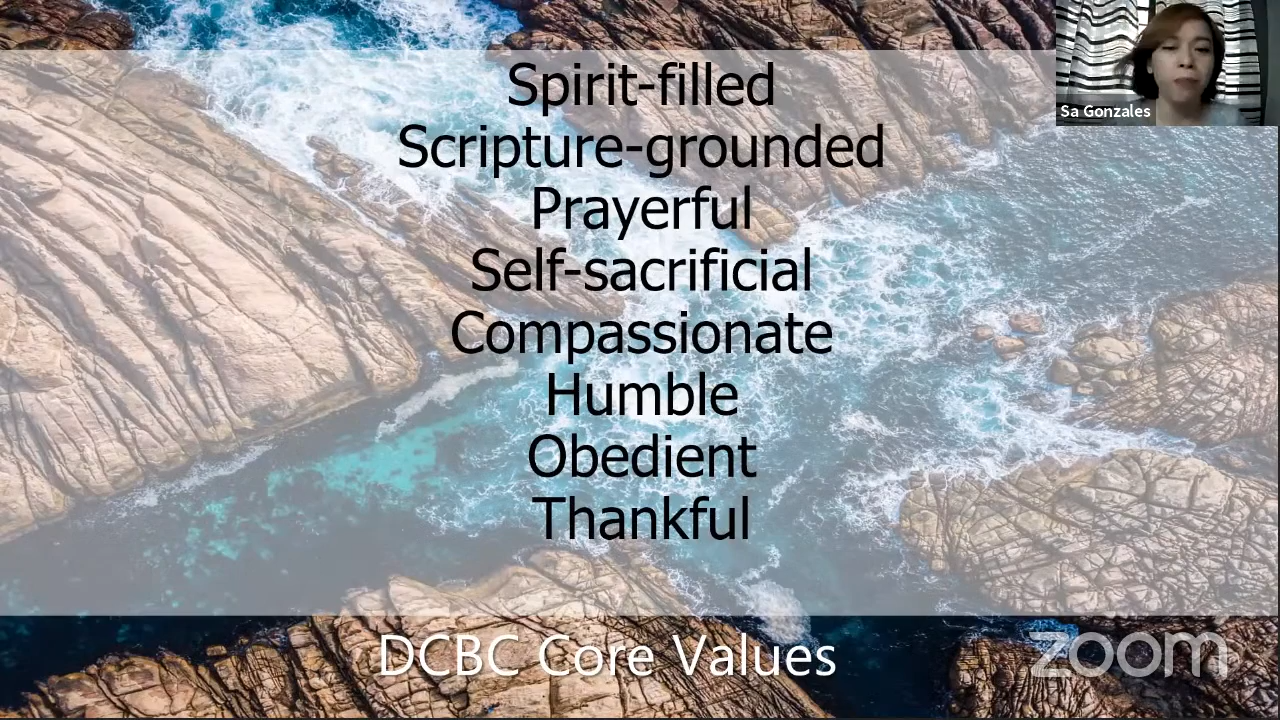 Spirit-filled
Scripture-grounded
Prayerful
Self-sacrificial
Compassionate
Humble
Obedient
Thankful
DCBC Core Values
Sa Gonzales
zoom